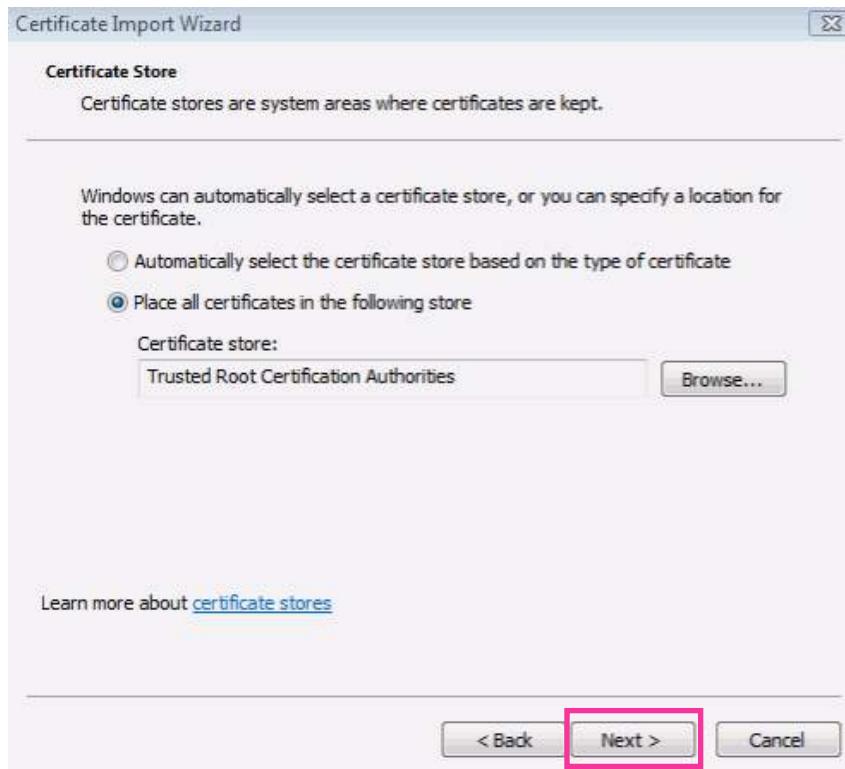 Certificate Import Wizard
Certificate Store
Certificate stores are system areas where certificates are kept.
Windows can automatically select a certificate store, or you can specify a location for
the certificate.
Automatically select the certificate store based on the type of certificate
Place all certificates in the following store
Certificate store:
Trusted Root Certification Authorities
Browse...
Learn more about certificate stores
< Back Next > Cancel